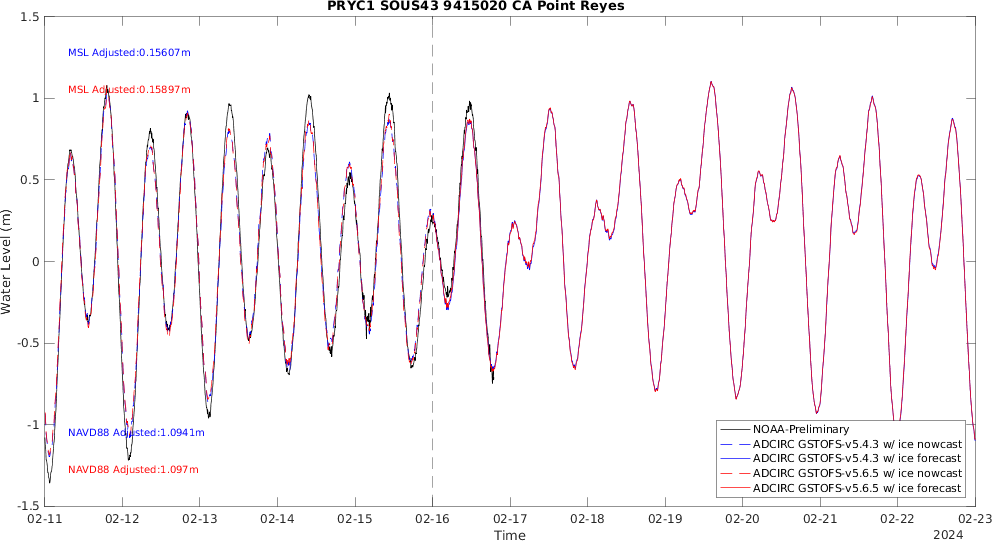 PRYC1 SOUS43 9415020 CA Point Reyes
1.5
1
0.5
0
-0.5
-1
-1.5
Water Level (m)
MSL Adjusted:0.15607m
MSL Adjusted:0.15897m
NAVD88 Adjusted:1.0941m
NAVD88 Adjusted:1.097m
NOAA-Preliminary
ADCIRC GSTOFS-v5.4.3 w/ ice nowcast
ADCIRC GSTOFS-v5.4.3 w/ ice forecast
ADCIRC GSTOFS-v5.6.5 w/ ice nowcast
ADCIRC GSTOFS-v5.6.5 w/ ice forecast
02-11 02-12 02-13 02-14 02-15 02-16 02-17 02-18 02-19 02-20 02-21 02-22 02-23
Time
2024